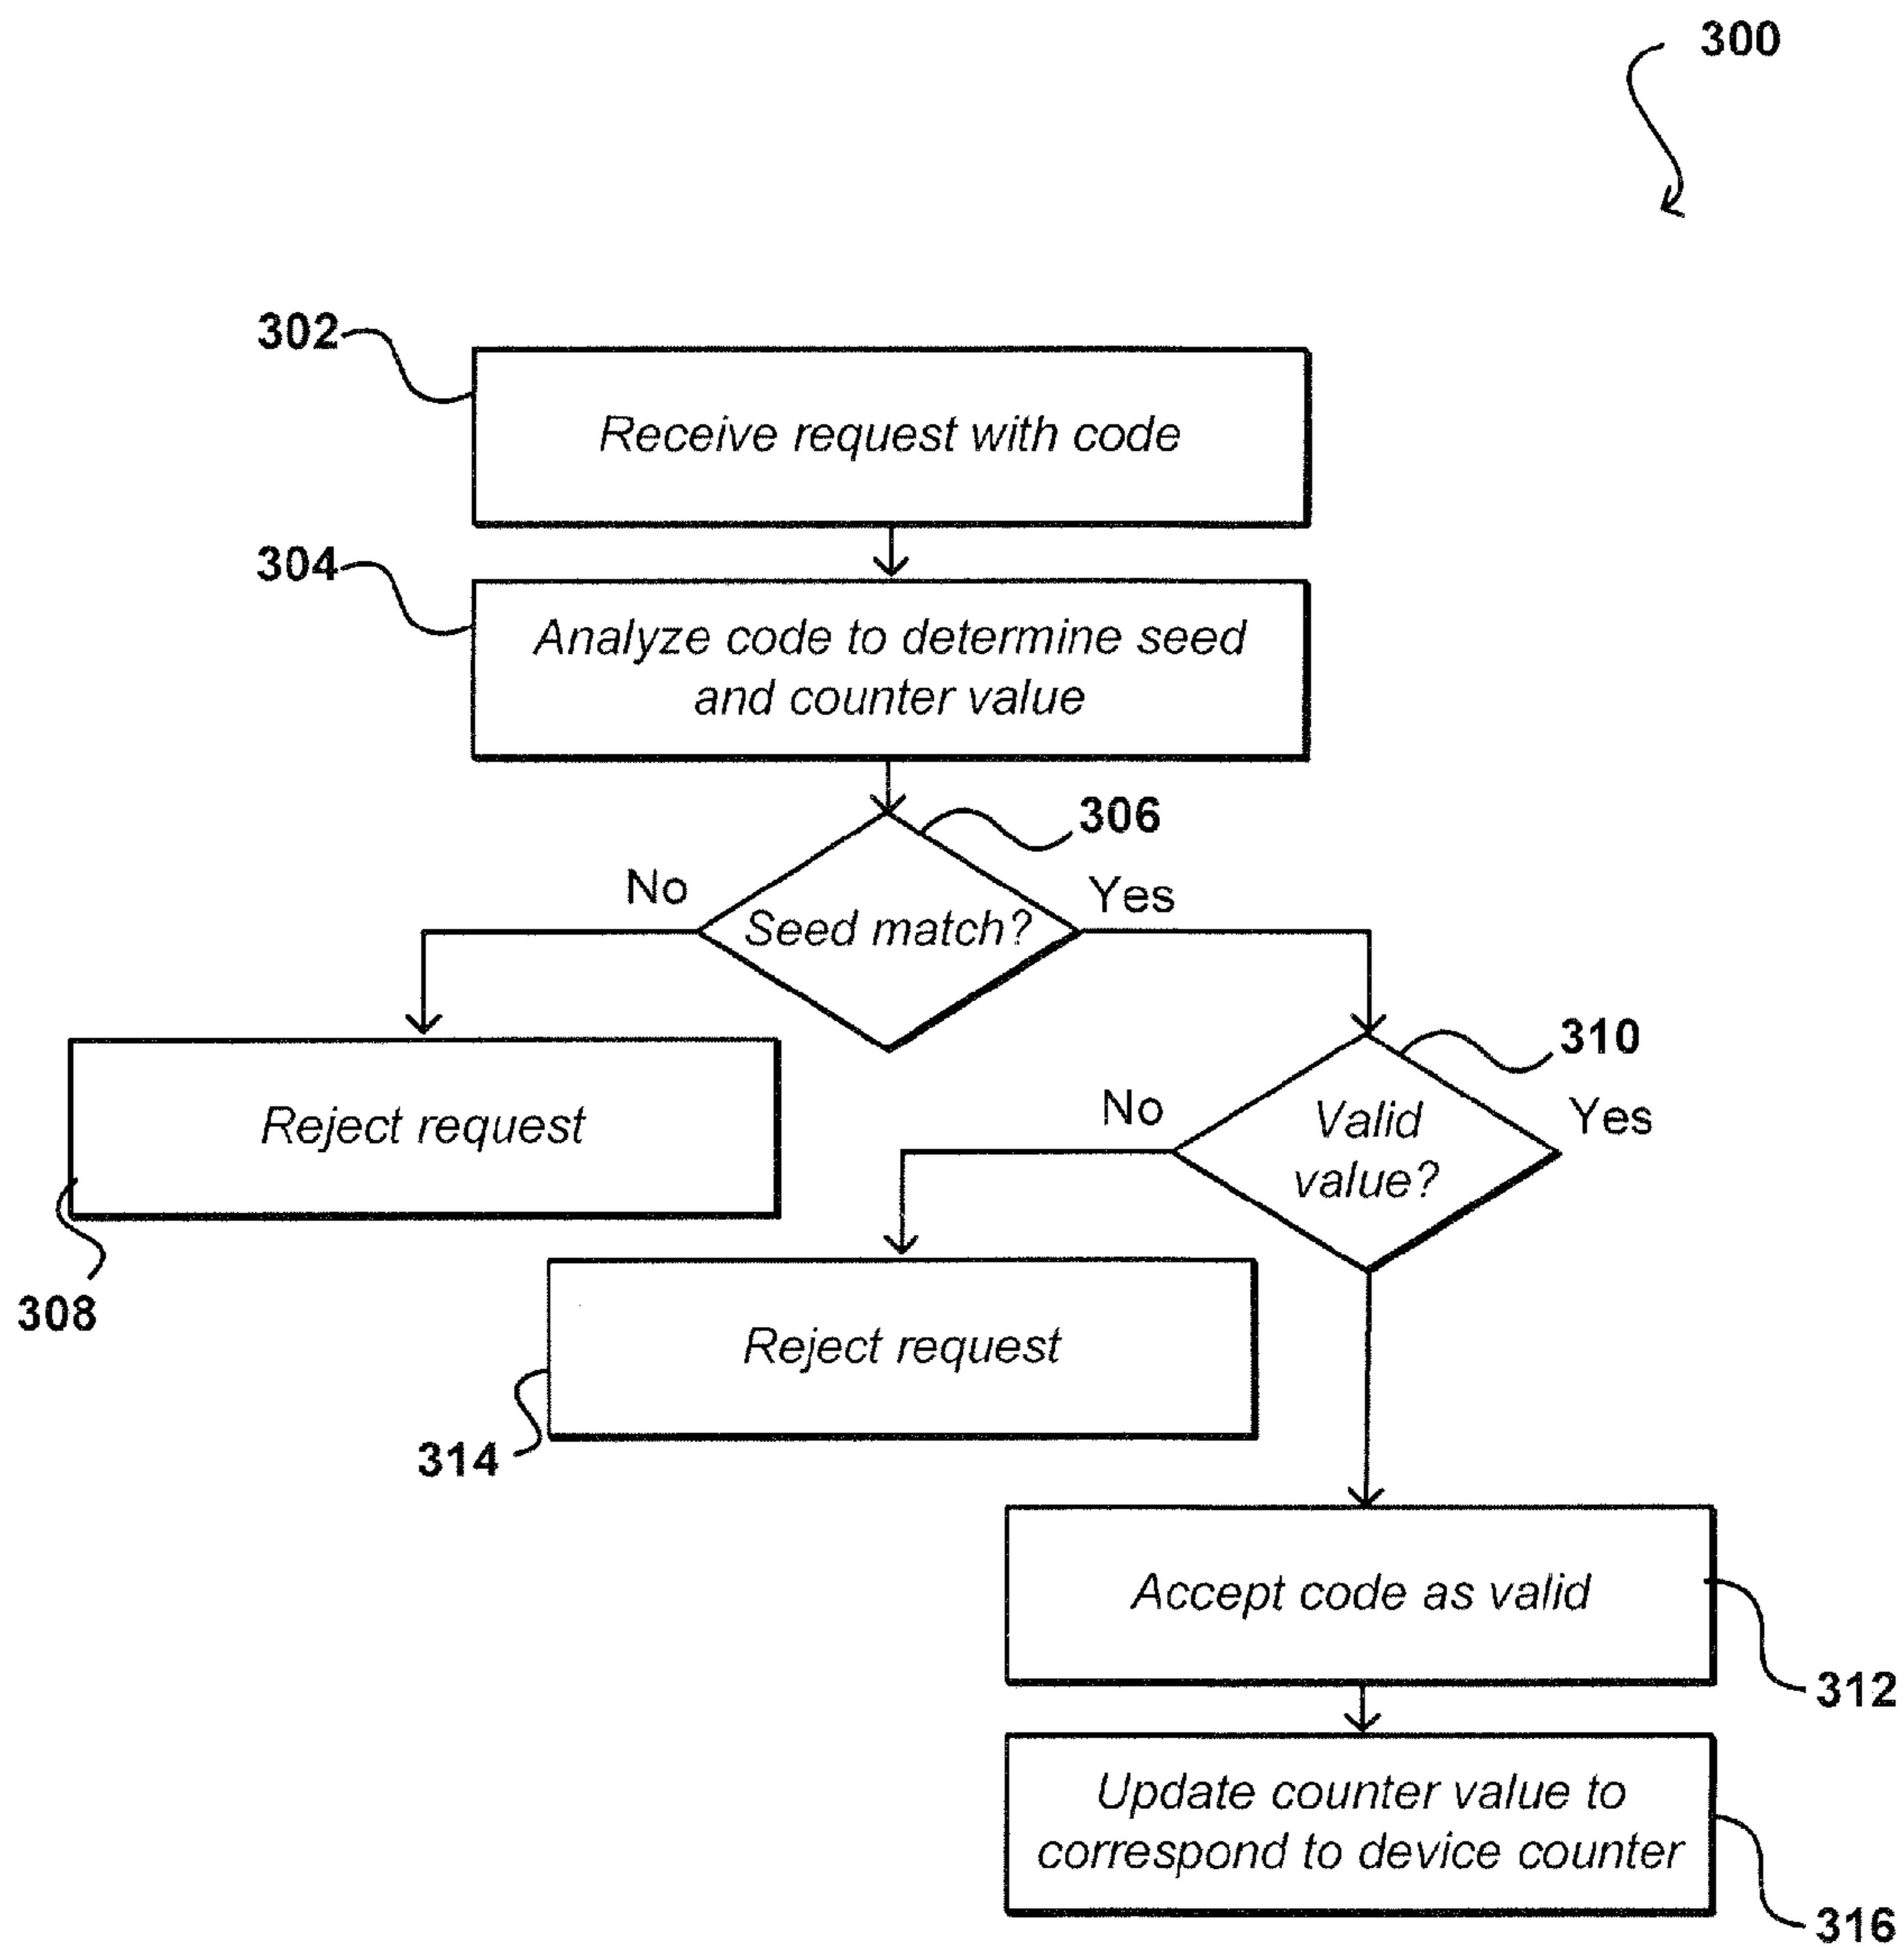 300
302
Receive request with code
304
Analyze code to determine seed
and counter value
306
No
Yes
Seed match?
310
No
Yes
Valid
value?
Reject request
308
Reject request
314
Accept code as valid
312
Update counter value to
correspond to device counter
316